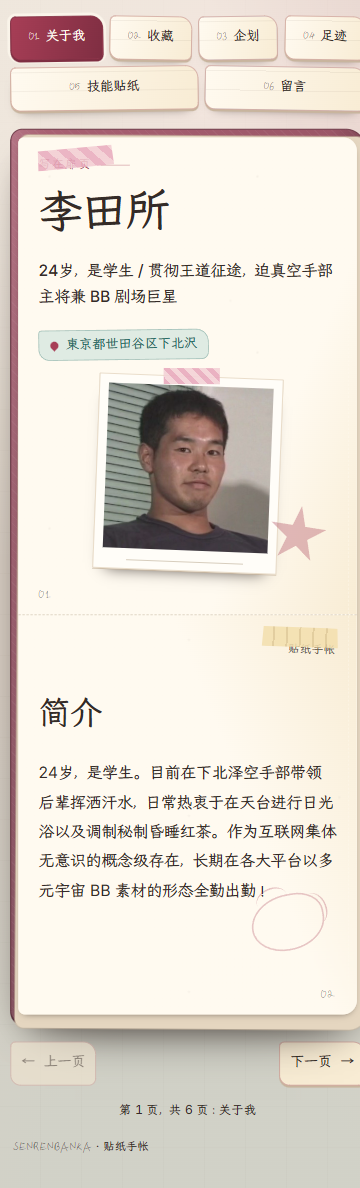 01 关于我
02 收藏
03 企划
04 足迹
05 技能贴纸
06 留言
李田所
24岁，是学生 / 贯彻王道征途，迫真空手部
主将兼 BB 剧场巨星
東京都世田谷区下北沢
01
贴纸手帐
简介
24岁，是学生。目前在下北泽空手部带领
后辈挥洒汗水，日常热衷于在天台进行日光
浴以及调制秘制昏睡红茶。作为互联网集体
无意识的概念级存在，长期在各大平台以多
元宇宙 BB 素材的形态全勤出勤！
02
← 上一页
下一页 →
第 1 页，共 6 页：关于我
SENRENBANKA · 贴纸手帐